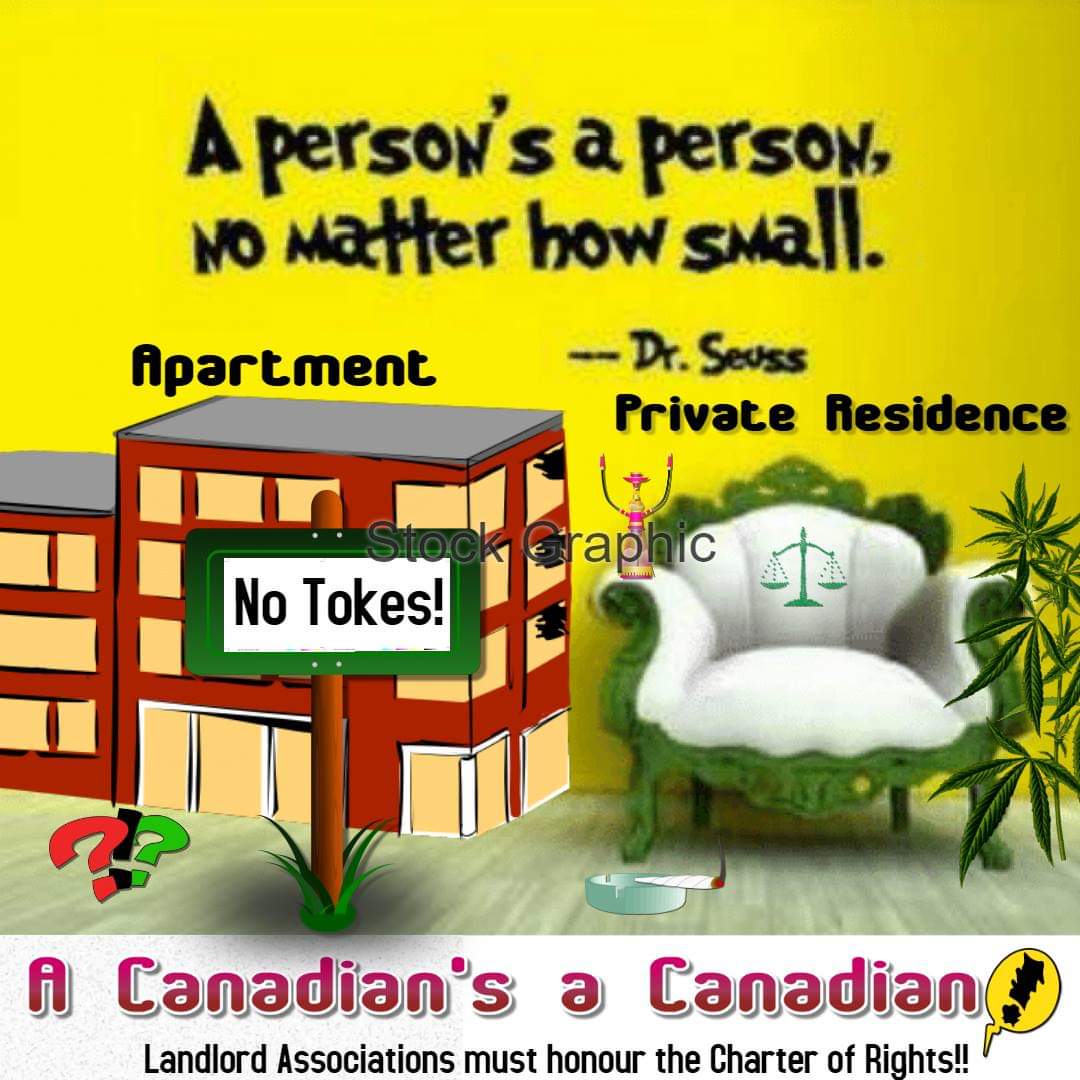 A person's a person,
no matter how small.
--- Dr. Seuss
Apartment
Private Residence
Stock Graphic
No Tokes!
?!?
A Canadian's a Canadian
Landlord Associations must honour the Charter of Rights!!